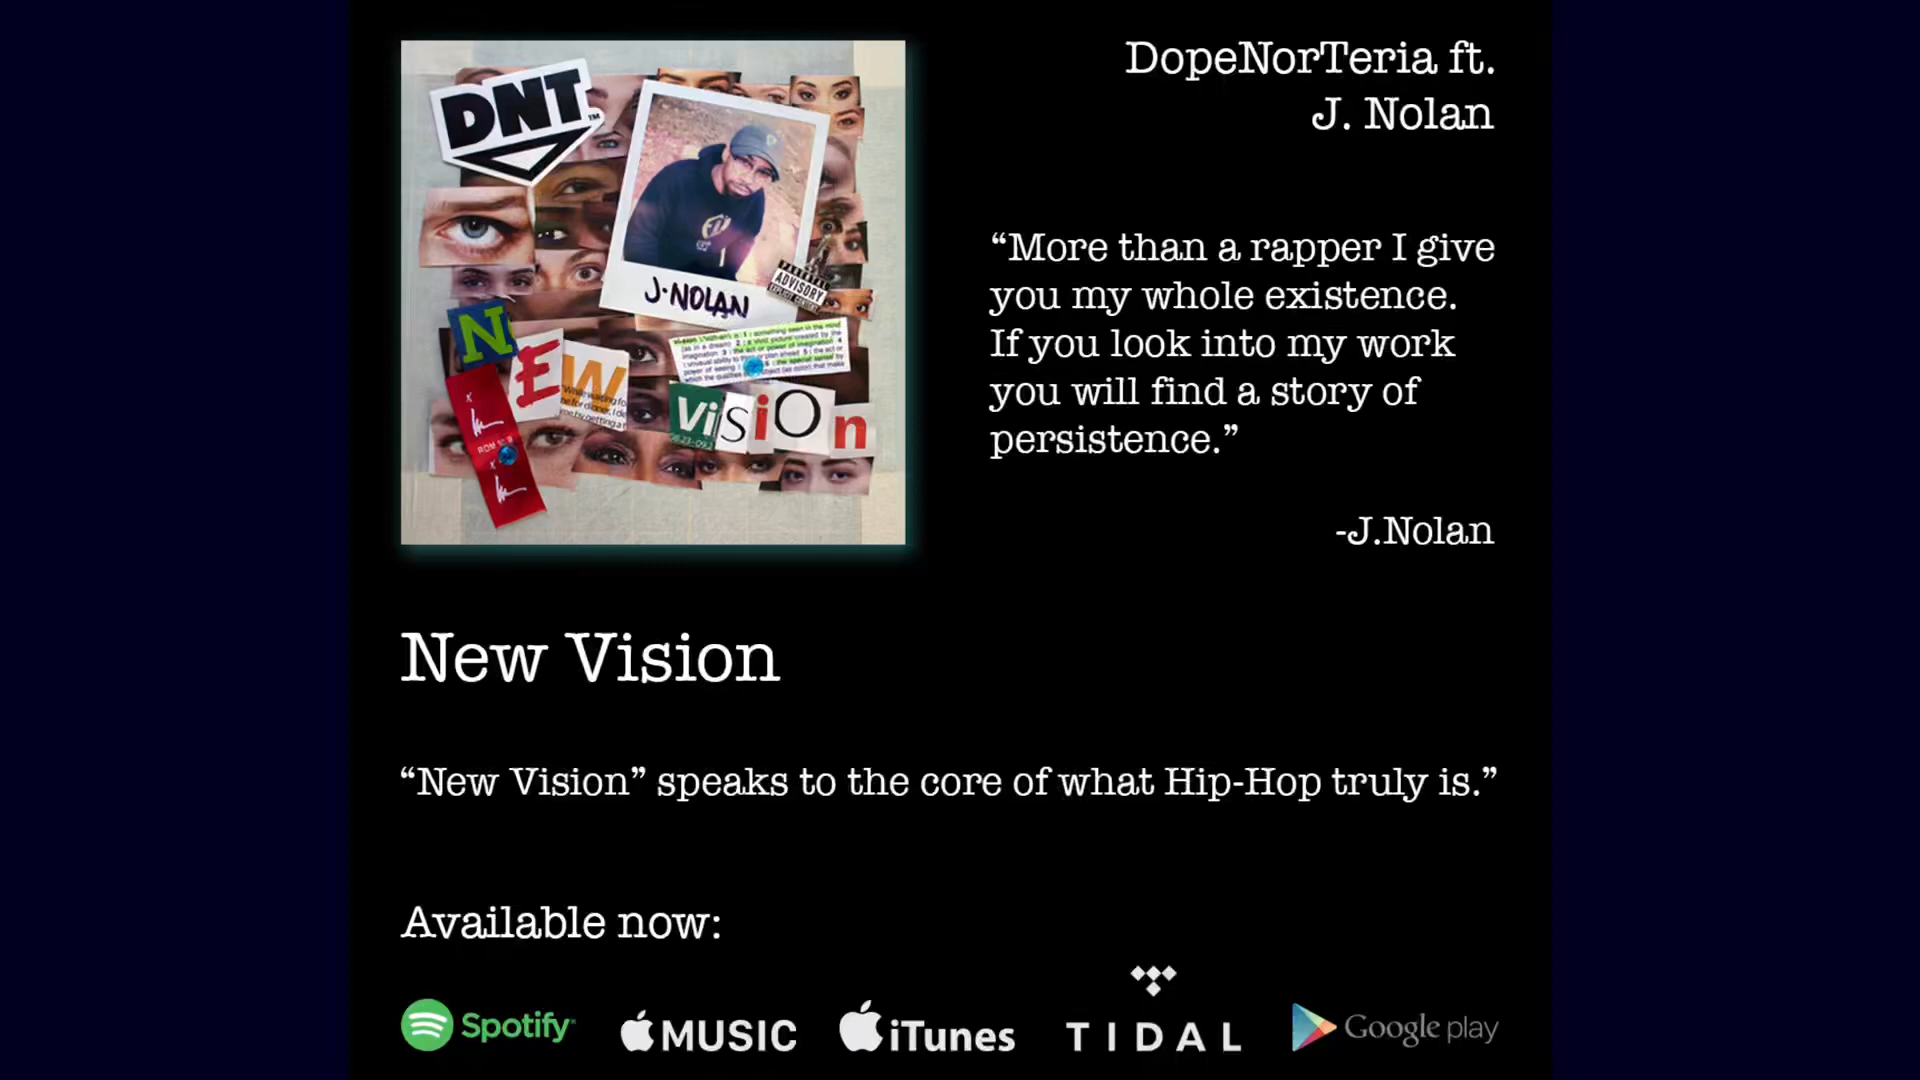 DNT
TM
J·NOLAN
ADVISORY
NEW
Vision
DopeNorTeria ft.
J. Nolan
“More than a rapper I give
you my whole existence.
If you look into my work
you will find a story of
persistence.”
-J.Nolan
New Vision
“New Vision” speaks to the core of what Hip-Hop truly is.”
Available now:
Spotify
MUSIC
iTunes
TIDAL
Google play